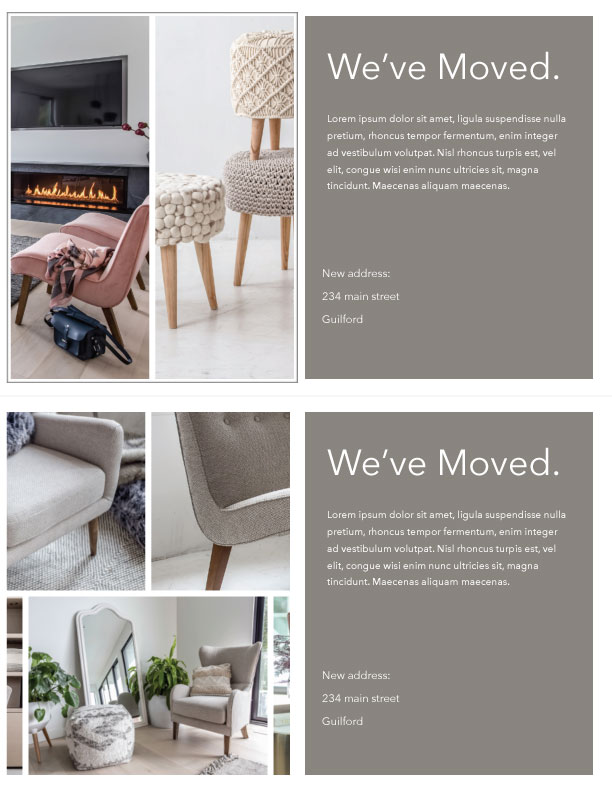 We've Moved.
Lorem ipsum dolor sit amet, ligula suspendisse nulla
pretium, rhoncus tempor fermentum, enim integer
ad vestibulum volutpat. Nisl rhoncus turpis est, vel
elit, congue wisi enim nunc ultricies sit, magna
tincidunt. Maecenas aliquam maecenas.
New address:
234 main street
Guilford
We've Moved.
Lorem ipsum dolor sit amet, ligula suspendisse nulla
pretium, rhoncus tempor fermentum, enim integer
ad vestibulum volutpat. Nisl rhoncus turpis est, vel
elit, congue wisi enim nunc ultricies sit, magna
tincidunt. Maecenas aliquam maecenas.
New address:
234 main street
Guilford